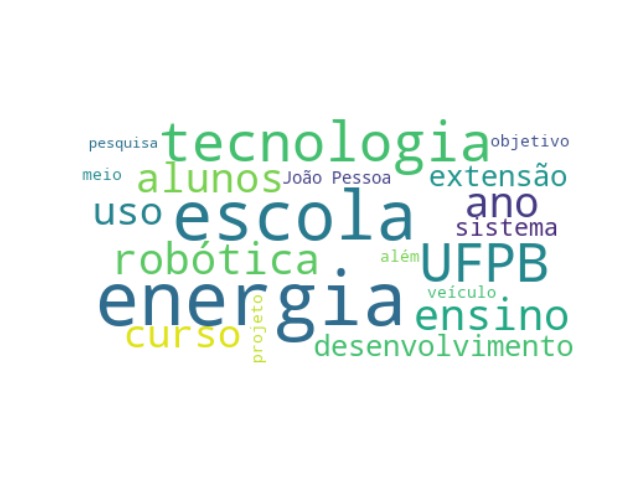 tecnologia
pesquisa
objetivo
meio
alunos
João Pessoa
extensão
uso
escola
ano
sistema
robótica
além
UFPB
energia
veículo
ensino
curso
projeto
desenvolvimento